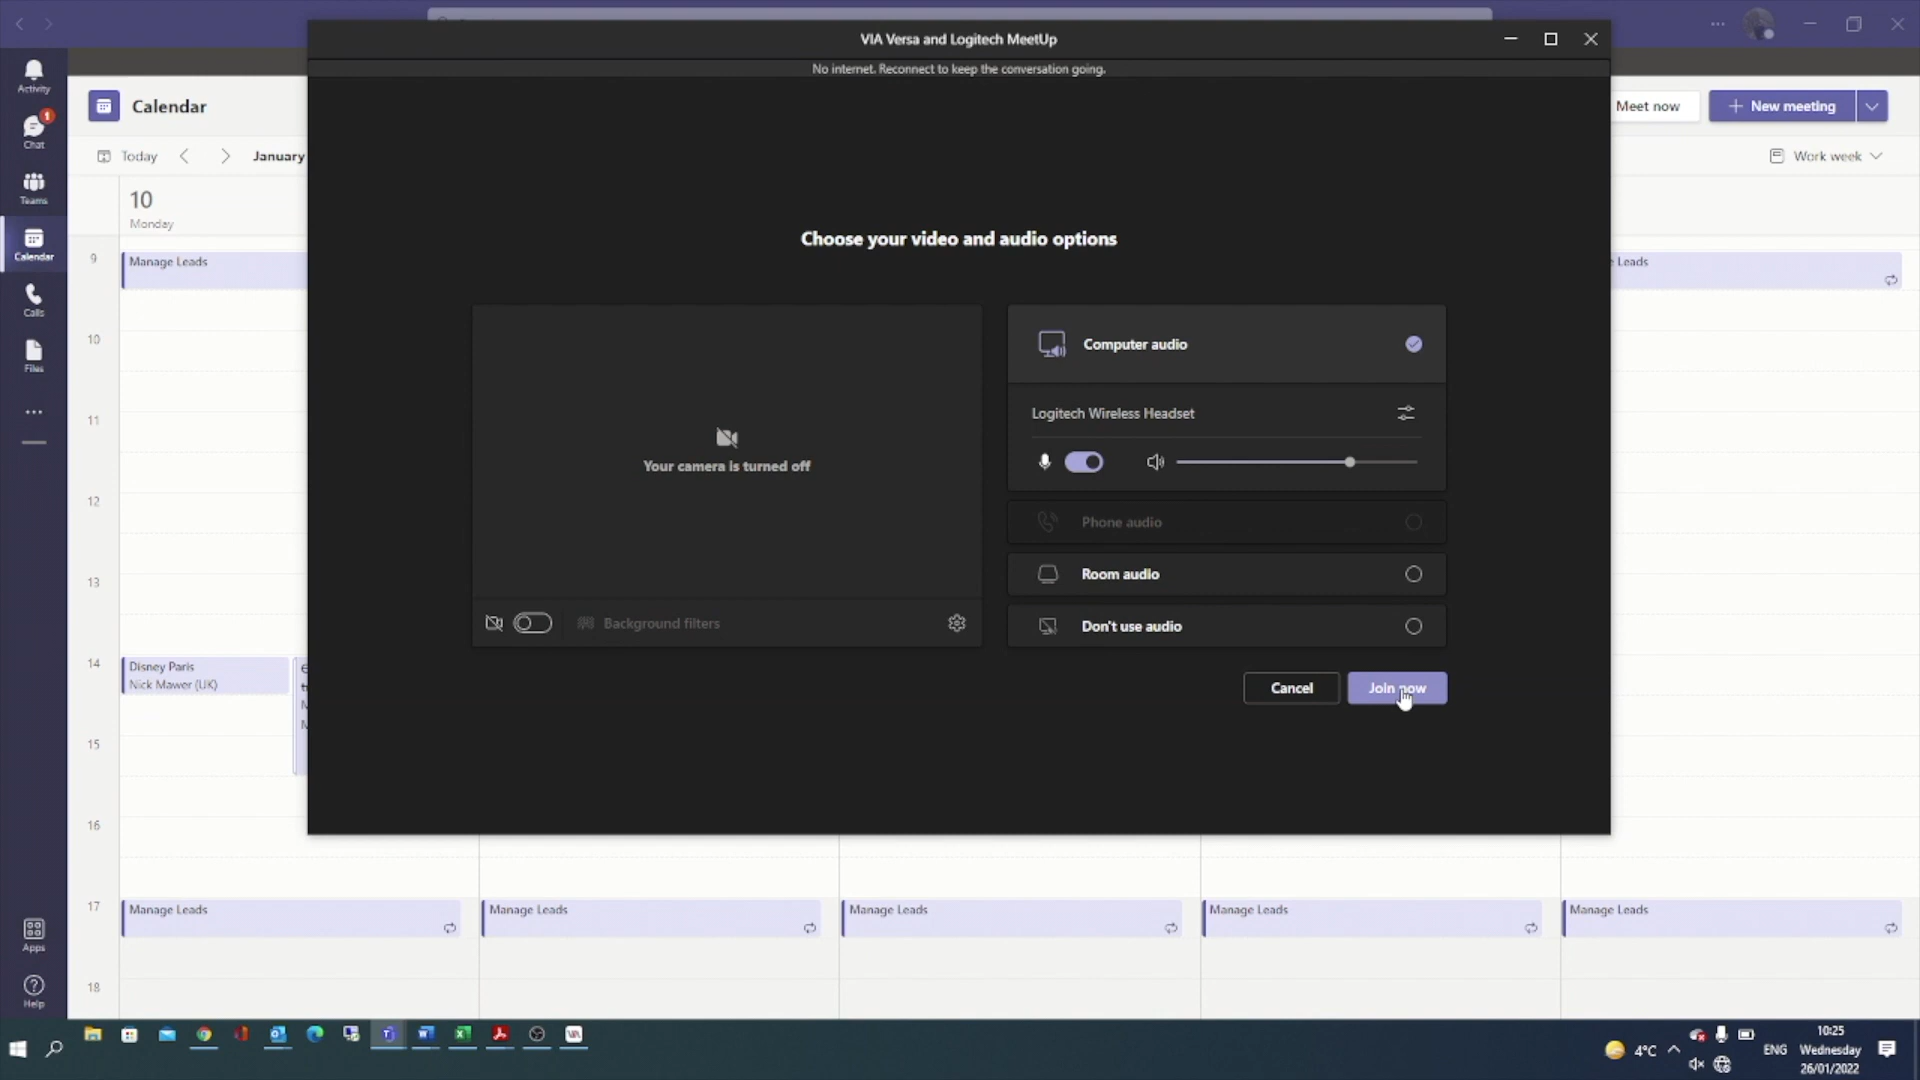 VIA Versa and Logitech MeetUp
No internet. Reconnect to keep the conversation going.
Activity
1
Chat
Teams
Calendar
Calls
Files
Apps
Help
Calendar
Meet now
New meeting
Today
January
Work week
10
Monday
9
10
11
12
13
14
15
16
17
18
Manage Leads
Leads
Disney Paris
Nick Mawer (UK)
Choose your video and audio options
Your camera is turned off
Background filters
Computer audio
Logitech Wireless Headset
Phone audio
Room audio
Don't use audio
Cancel
Join now
Manage Leads
Manage Leads
Manage Leads
Manage Leads
Manage Leads
4°C
ENG
10:25
Wednesday
26/01/2022